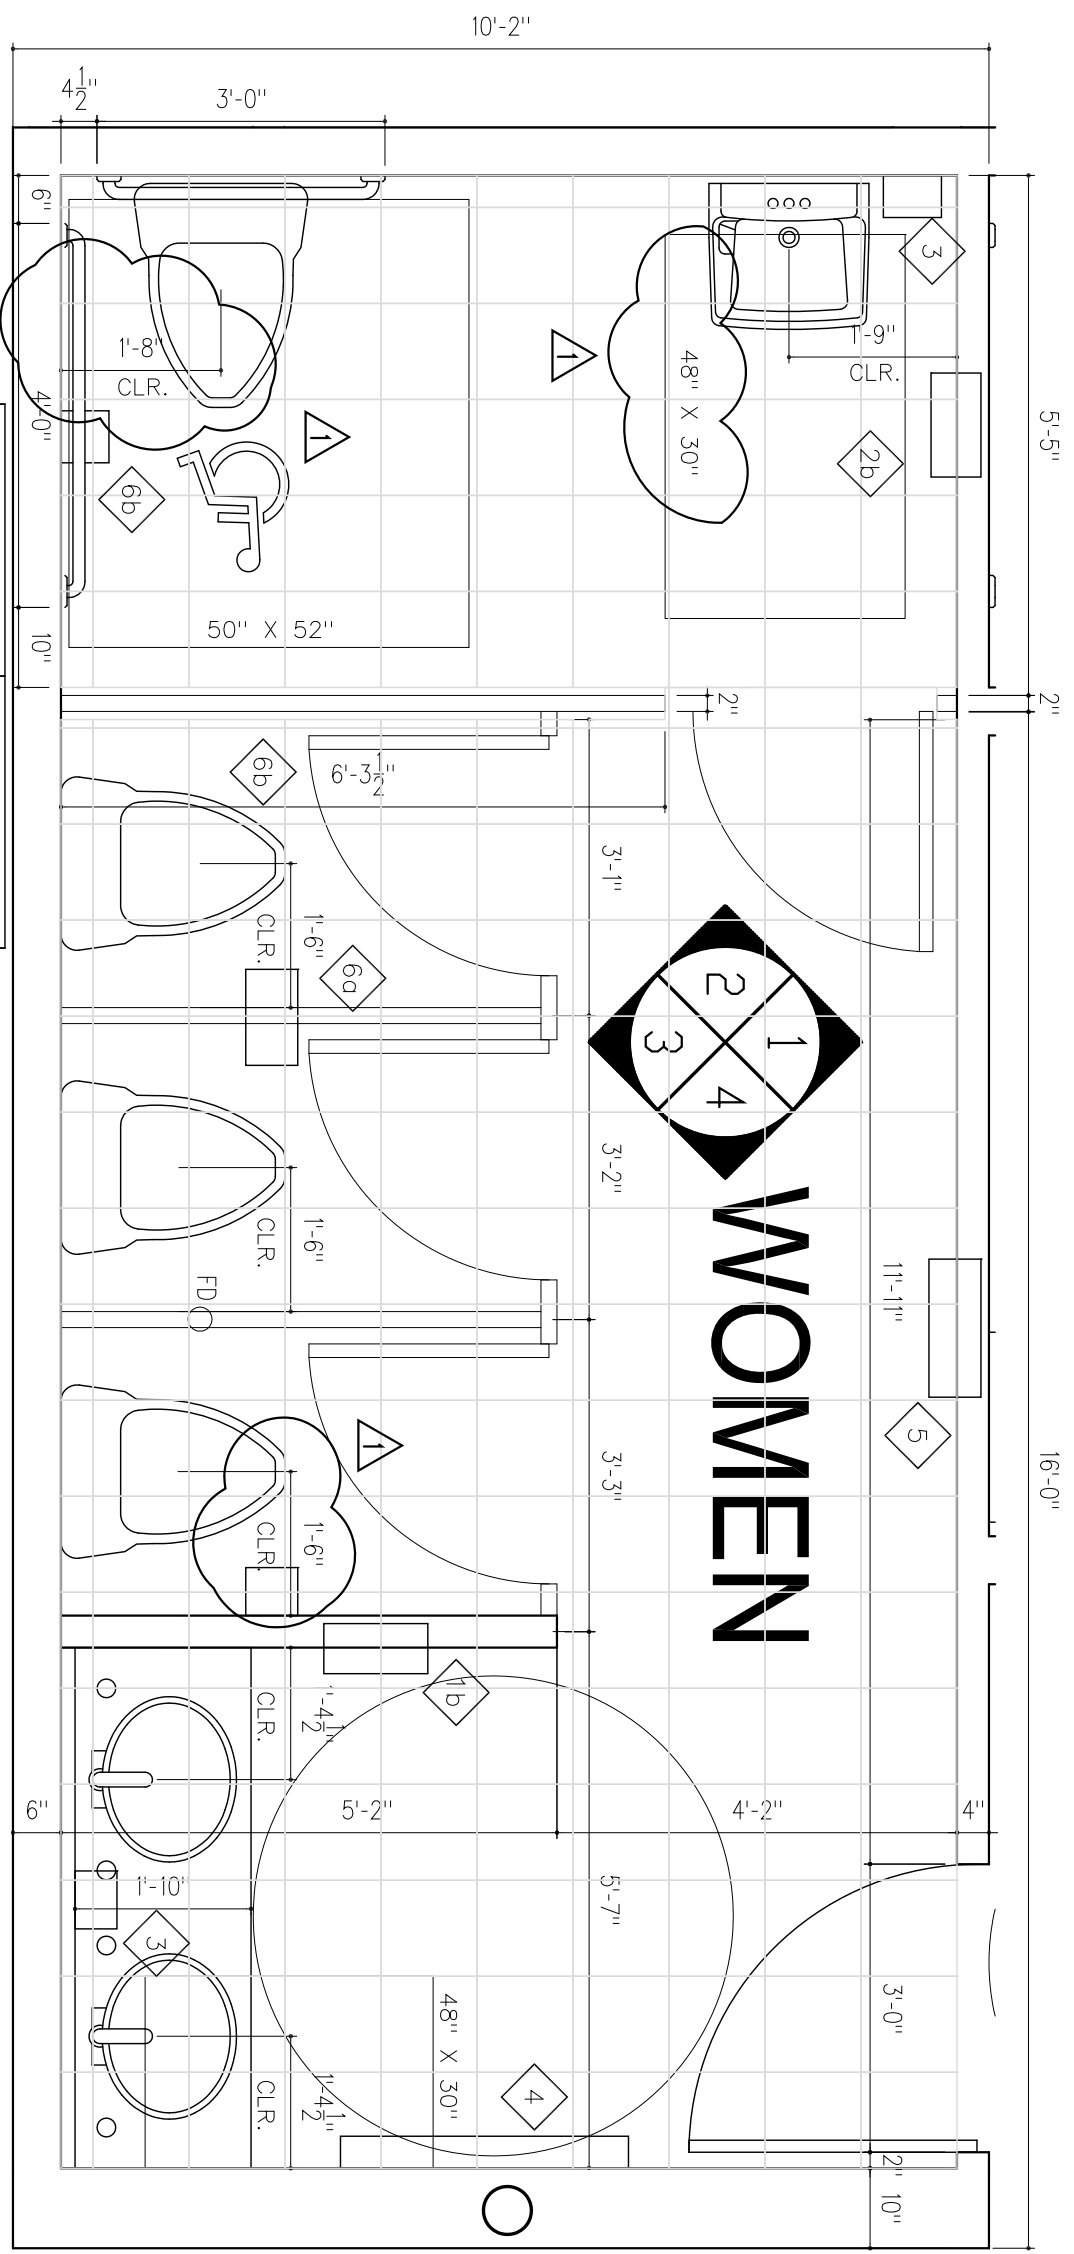 10'-2"
4 1/2"
3'-0"
6"
3
1'-8"
CLR.
1'-9"
CLR.
1
48" X 30"
4'-0"
1
2b
5'-5"
6b
50" X 52"
10"
2"
2"
6b
6'-3 1/2"
3'-1"
1'-6"
CLR.
6a
2
1
3
4
3'-2"
1'-6"
CLR.
FD
WOMEN
11'-11"
5
1
3'-3"
16'-0"
1'-6"
CLR.
1b
1'-4 1/2"
CLR.
6"
5'-2"
4'-2"
4"
1'-10"
5'-7"
3
3'-0"
48" X 30"
4
1'-4 1/2"
CLR.
2"
10"